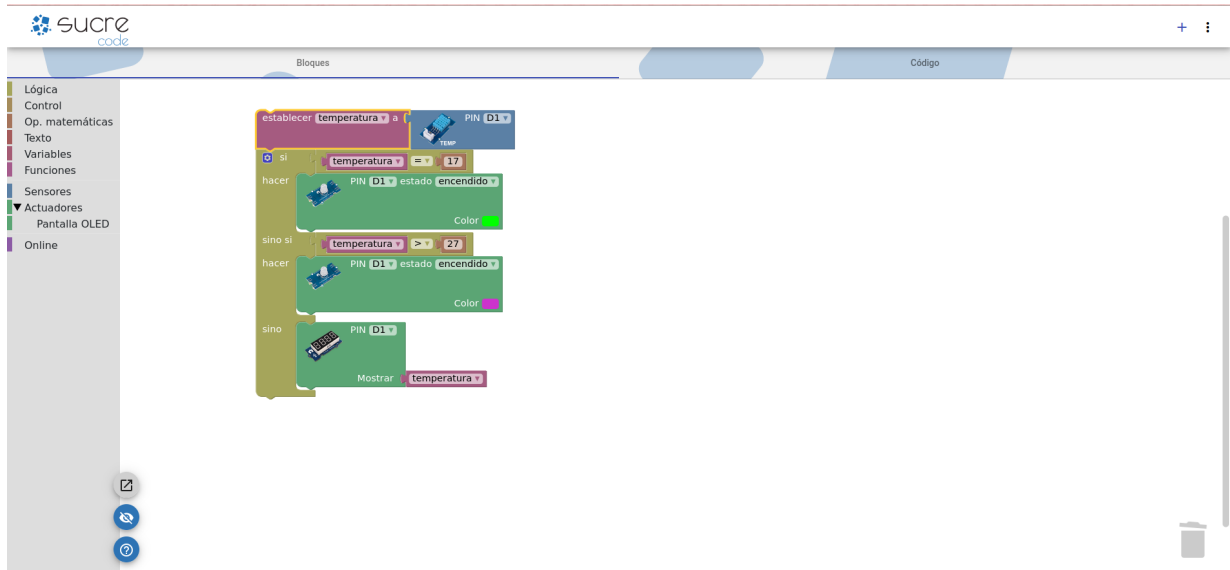 sucre
code
Bloques
Código
Lógica
Control
Op. matemáticas
Texto
Variables
Funciones
Sensores
Actuadores
Pantalla OLED
Online
establecer temperatura a PIN D1
TEMP
si temperatura = 17
hacer PIN D1 estado encendido
Color
sino si temperatura > 27
hacer PIN D1 estado encendido
Color
sino PIN D1
Mostrar temperatura